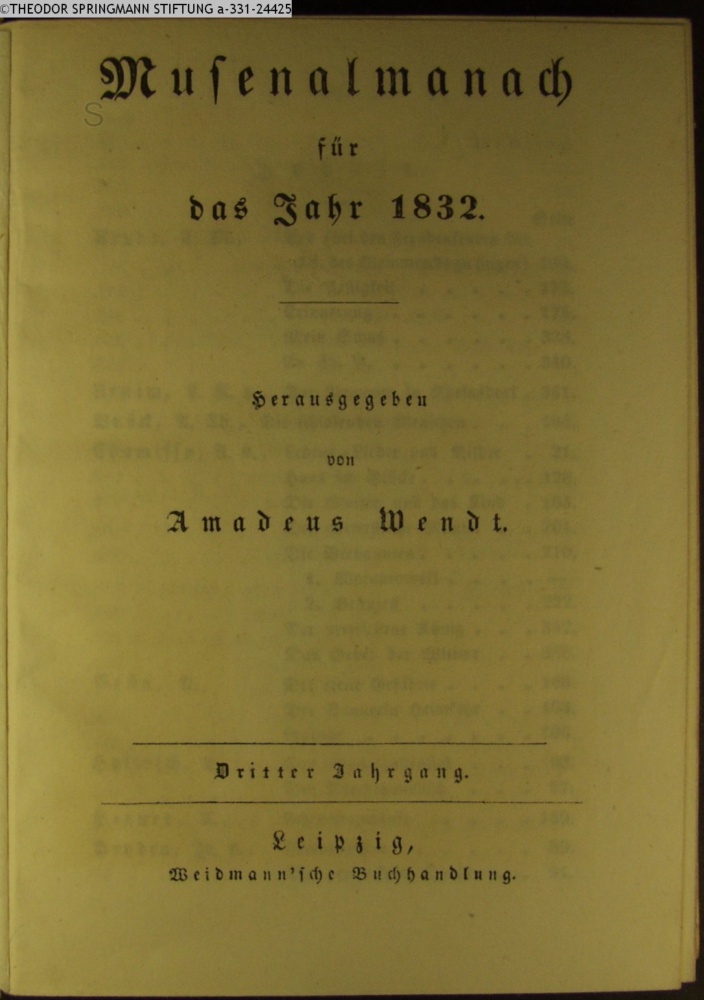 ©THEODOR SPRINGMANN STIFTUNG a-331-24425
Musenalmanach
S
für
das Jahr 1832.
Herausgegeben
von
Amadeus Wendt.
Dritter Jahrgang.
Leipzig,
Weidmann'sche Buchhandlung.